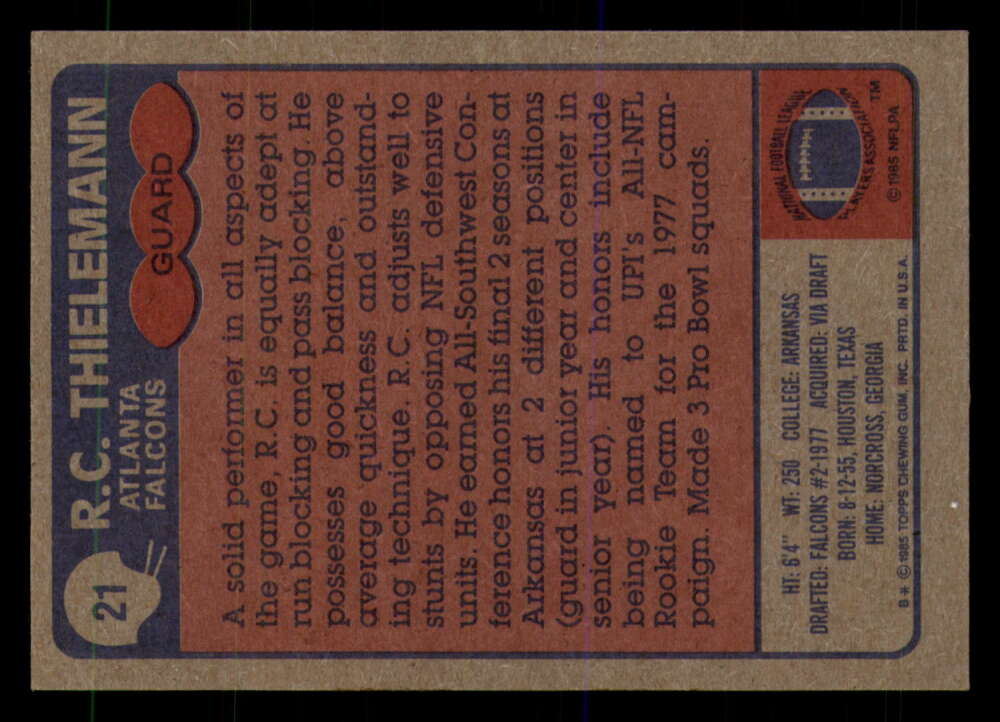 21
R.C. THIELEMANN
ATLANTA
FALCONS
GUARD
A solid performer in all aspects of
the game, R.C. is equally adept at
run blocking and pass blocking. He
possesses good balance, above
average quickness and outstand-
ing technique. R.C. adjusts well to
stunts by opposing NFL defensive
units. He earned All-Southwest Con-
ference honors his final 2 seasons at
Arkansas at 2 different positions
(guard in junior year and center in
senior year). His honors include
being named to UPI's All-NFL
Rookie Team for the 1977 cam-
paign. Made 3 Pro Bowl squads.
HT: 6'4" WT: 250 COLLEGE: ARKANSAS
DRAFTED: FALCONS #2-1977 ACQUIRED: VIA DRAFT
BORN: 8-12-55, HOUSTON, TEXAS
HOME: NORCROSS, GEORGIA
B* © 1985 TOPPS CHEWING GUM, INC. PRTD. IN U.S.A.
NATIONAL FOOTBALL LEAGUE
PLAYERS ASSOCIATION
TM
© 1985 NFLPA